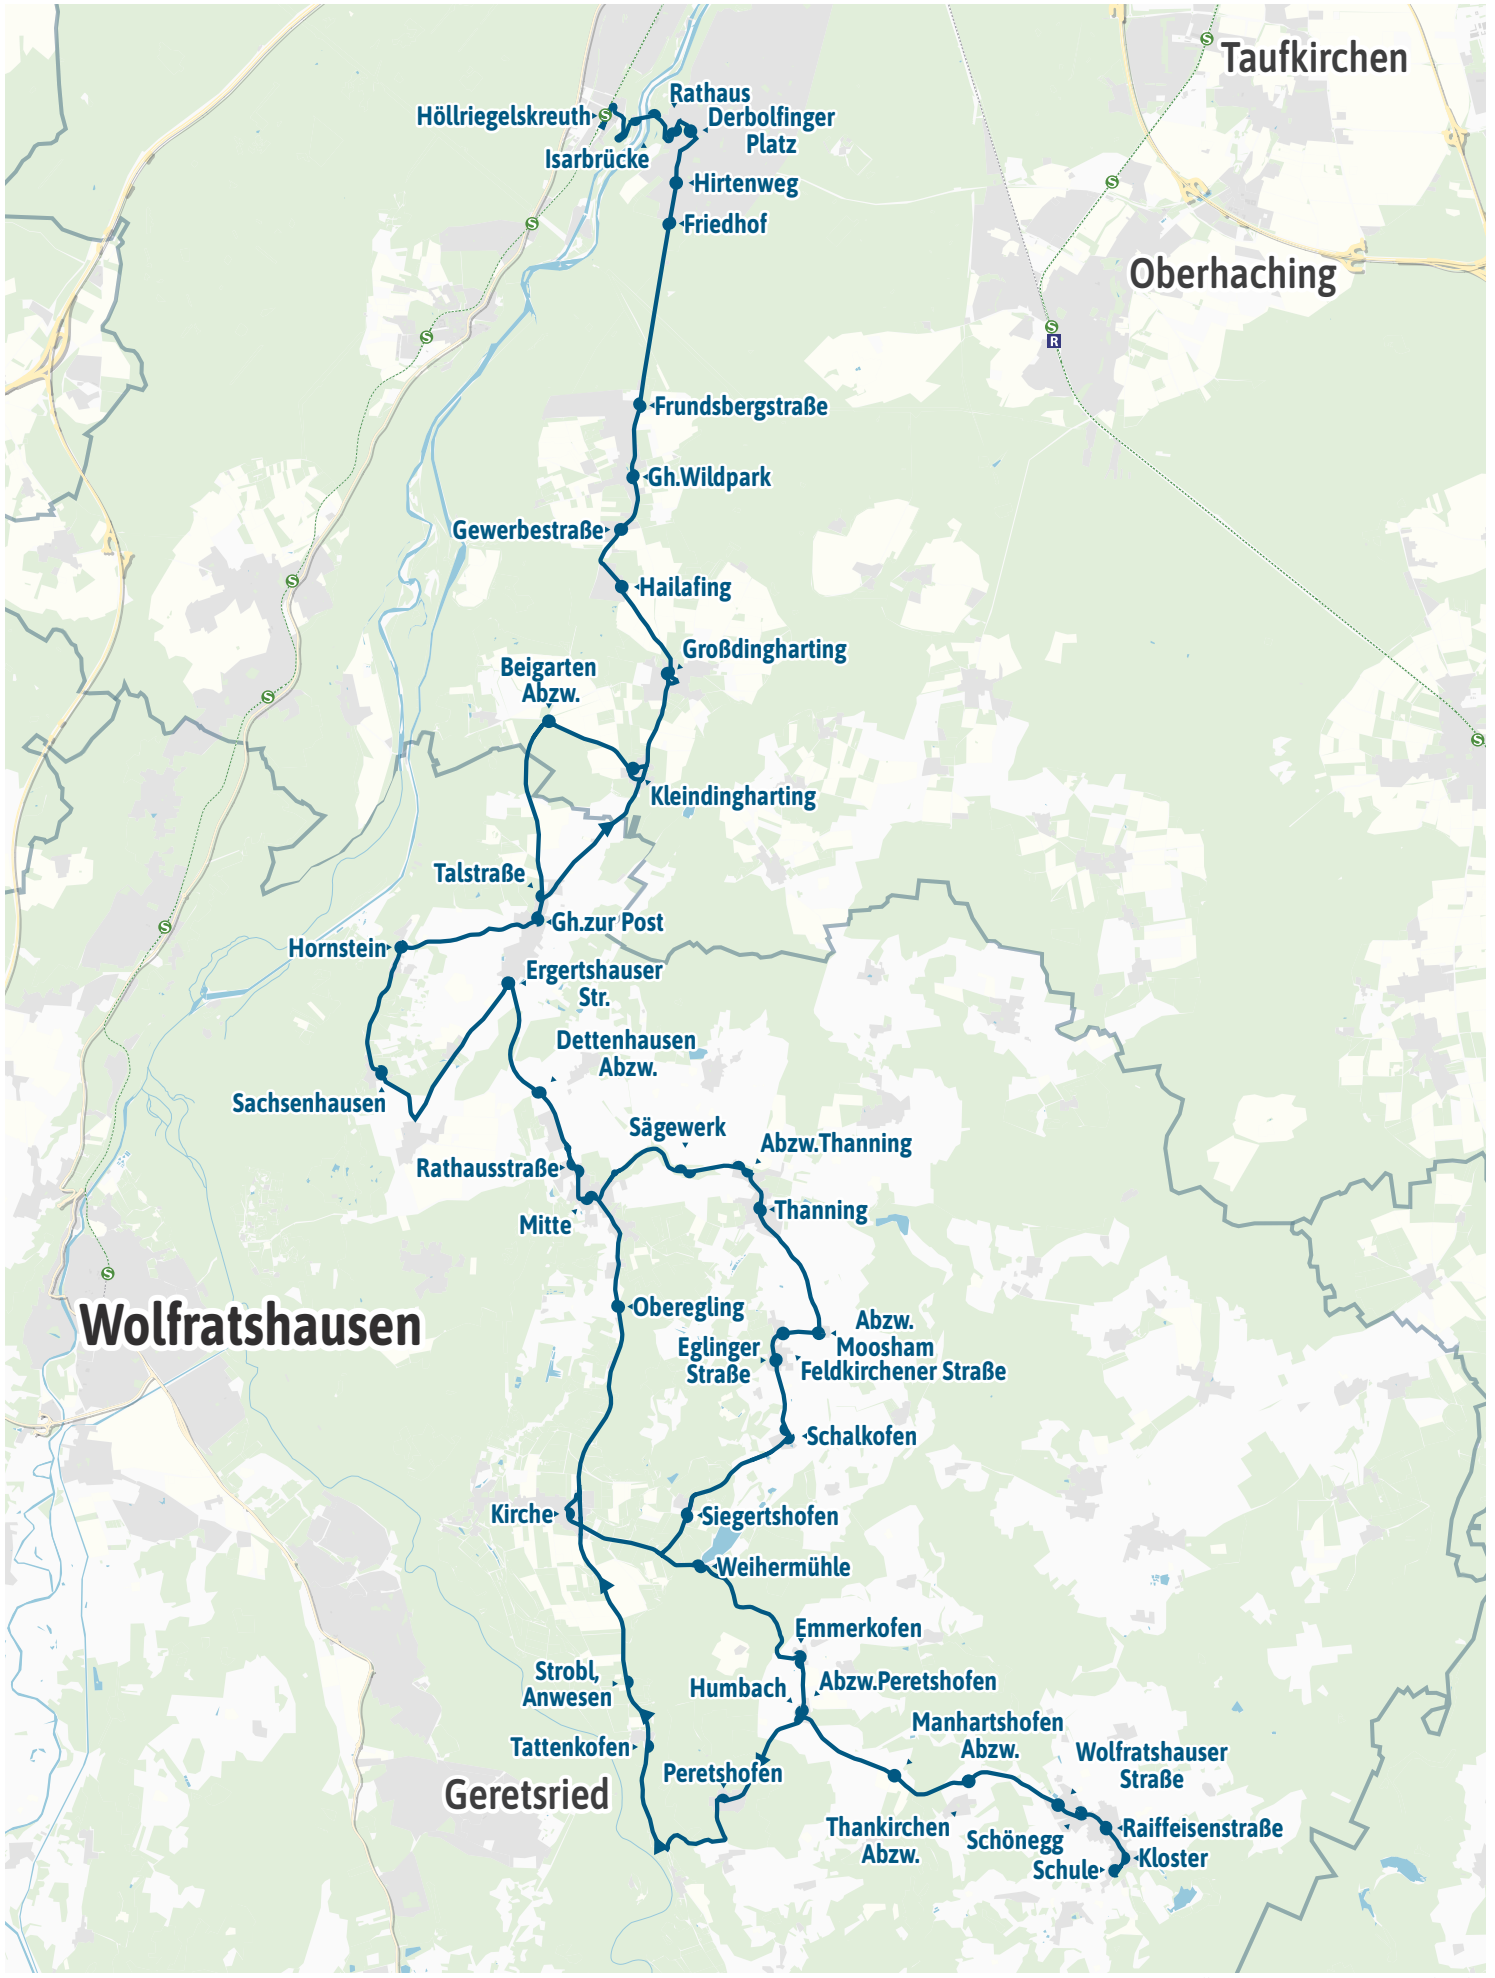 Taufkirchen
Rathaus
Höllriegelskreuth
S
Derbolfinger
Platz
Isarbrücke
Hirtenweg
S
Friedhof
S
Oberhaching
S
R
S
Frundsbergstraße
Gh.Wildpark
Gewerbestraße
S
Hailafing
Großdingharting
Beigarten
Abzw.
S
S
Kleindingharting
Talstraße
Gh.zur Post
S
Hornstein
Ergertshauser
Str.
Dettenhausen
Abzw.
Sachsenhausen
Sägewerk
Abzw.Thanning
Rathausstraße
Thanning
Mitte
S
Oberegling
Wolfratshausen
Abzw.
Moosham
Eglinger
Straße
Feldkirchener Straße
Schalkofen
Kirche
Siegertshofen
Weihermühle
Emmerkofen
Strobl,
Anwesen
Humbach
Abzw.Peretshofen
Manhartshofen
Abzw.
Tattenkofen
Wolfratshauser
Straße
Peretshofen
Geretsried
Thankirchen
Abzw.
Schönegg
Raiffeisenstraße
Kloster
Schule
S
S